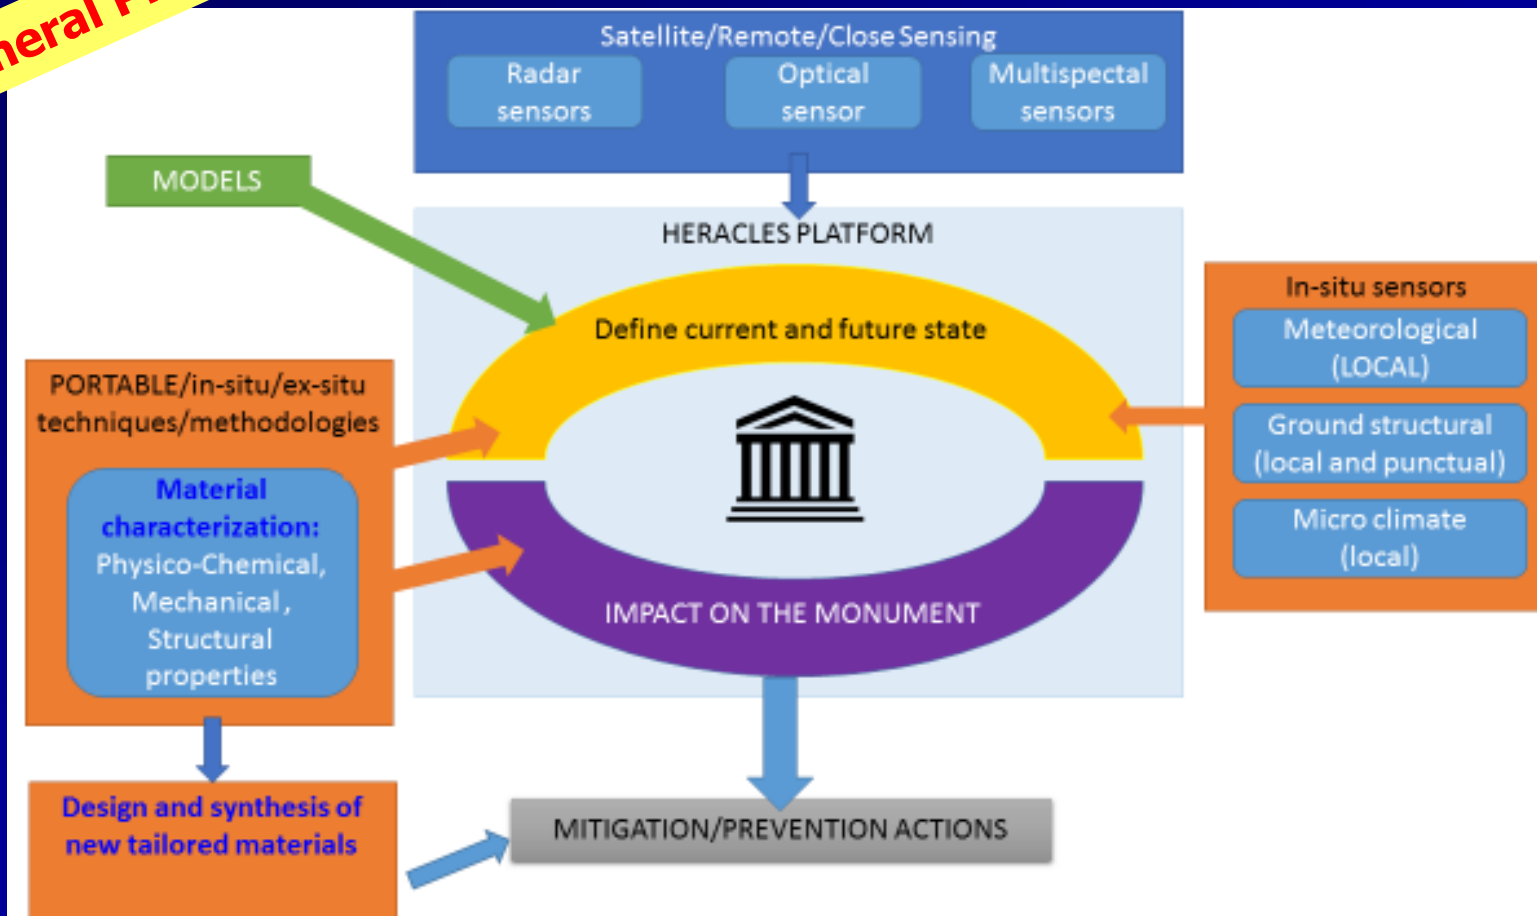 Satellite/Remote/Close Sensing
Radar
sensors
Optical
sensor
Multispectal
sensors
MODELS
HERACLES PLATFORM
Define current and future state
In-situ sensors
Meteorological
(LOCAL)
Ground structural
(local and punctual)
Micro climate
(local)
PORTABLE/in-situ/ex-situ
techniques/methodologies
Material
characterization:
Physico-Chemical,
Mechanical,
Structural
properties
IMPACT ON THE MONUMENT
Design and synthesis of
new tailored materials
MITIGATION/PREVENTION ACTIONS